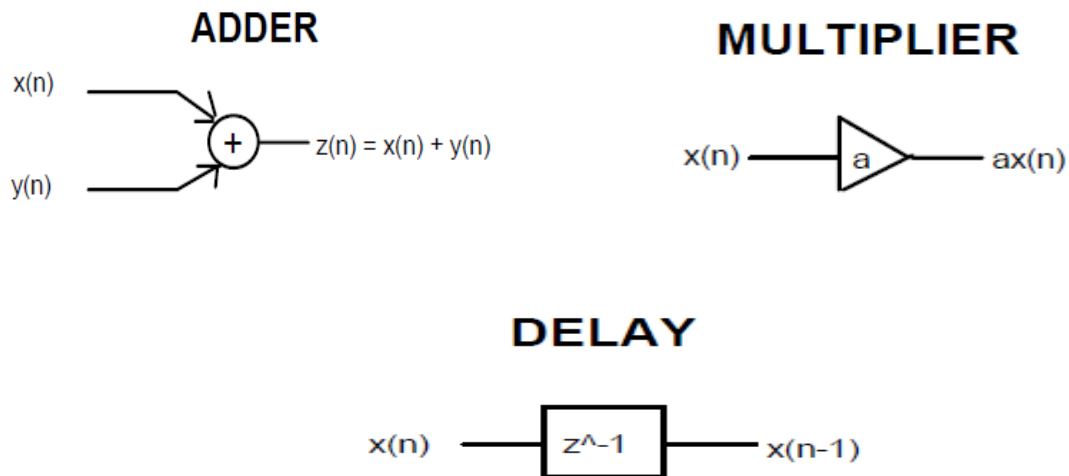 ADDER
x(n)
+
z(n) = x(n) + y(n)
y(n)
MULTIPLIER
x(n)
a
ax(n)
DELAY
x(n)
z^-1
x(n-1)